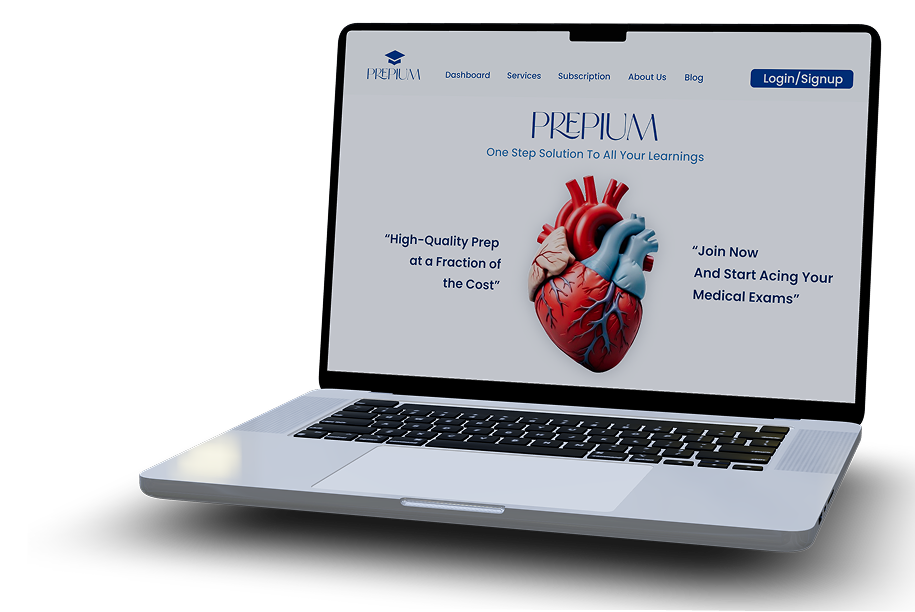 PREPIUM
Dashboard Services Subscription About Us Blog
Login/Signup
PREPIUM
One Step Solution To All Your Learnings
“High-Quality Prep
at a Fraction of
the Cost”
“Join Now
And Start Acing Your
Medical Exams”